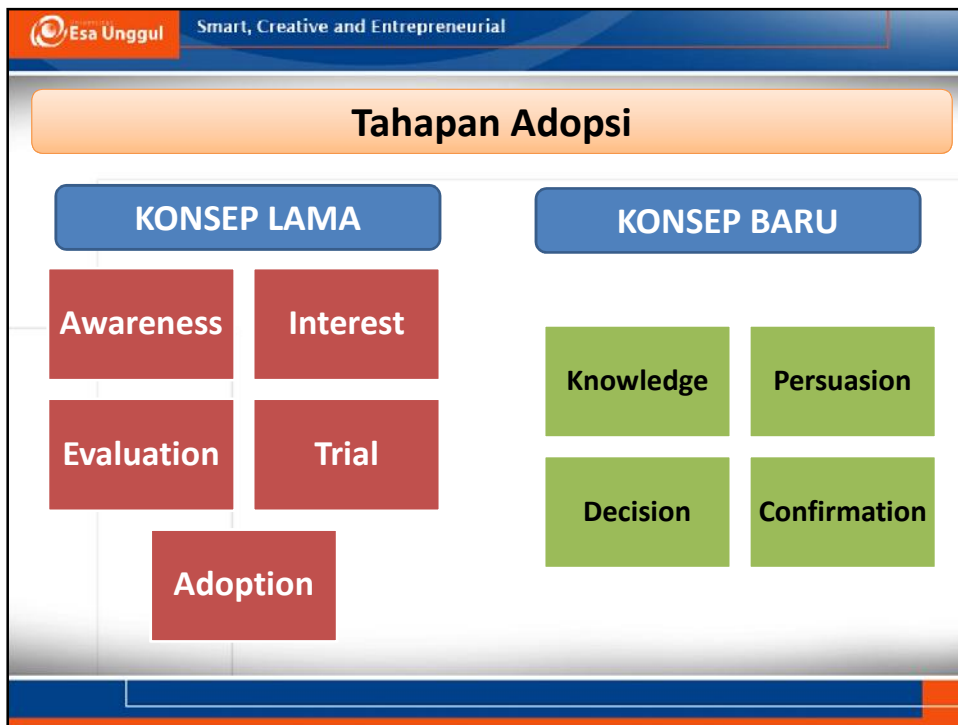 Esa Unggul
Smart, Creative and Entrepreneurial
Tahapan Adopsi
KONSEP LAMA
Awareness
Interest
Evaluation
Trial
Adoption
KONSEP BARU
Knowledge
Persuasion
Decision
Confirmation